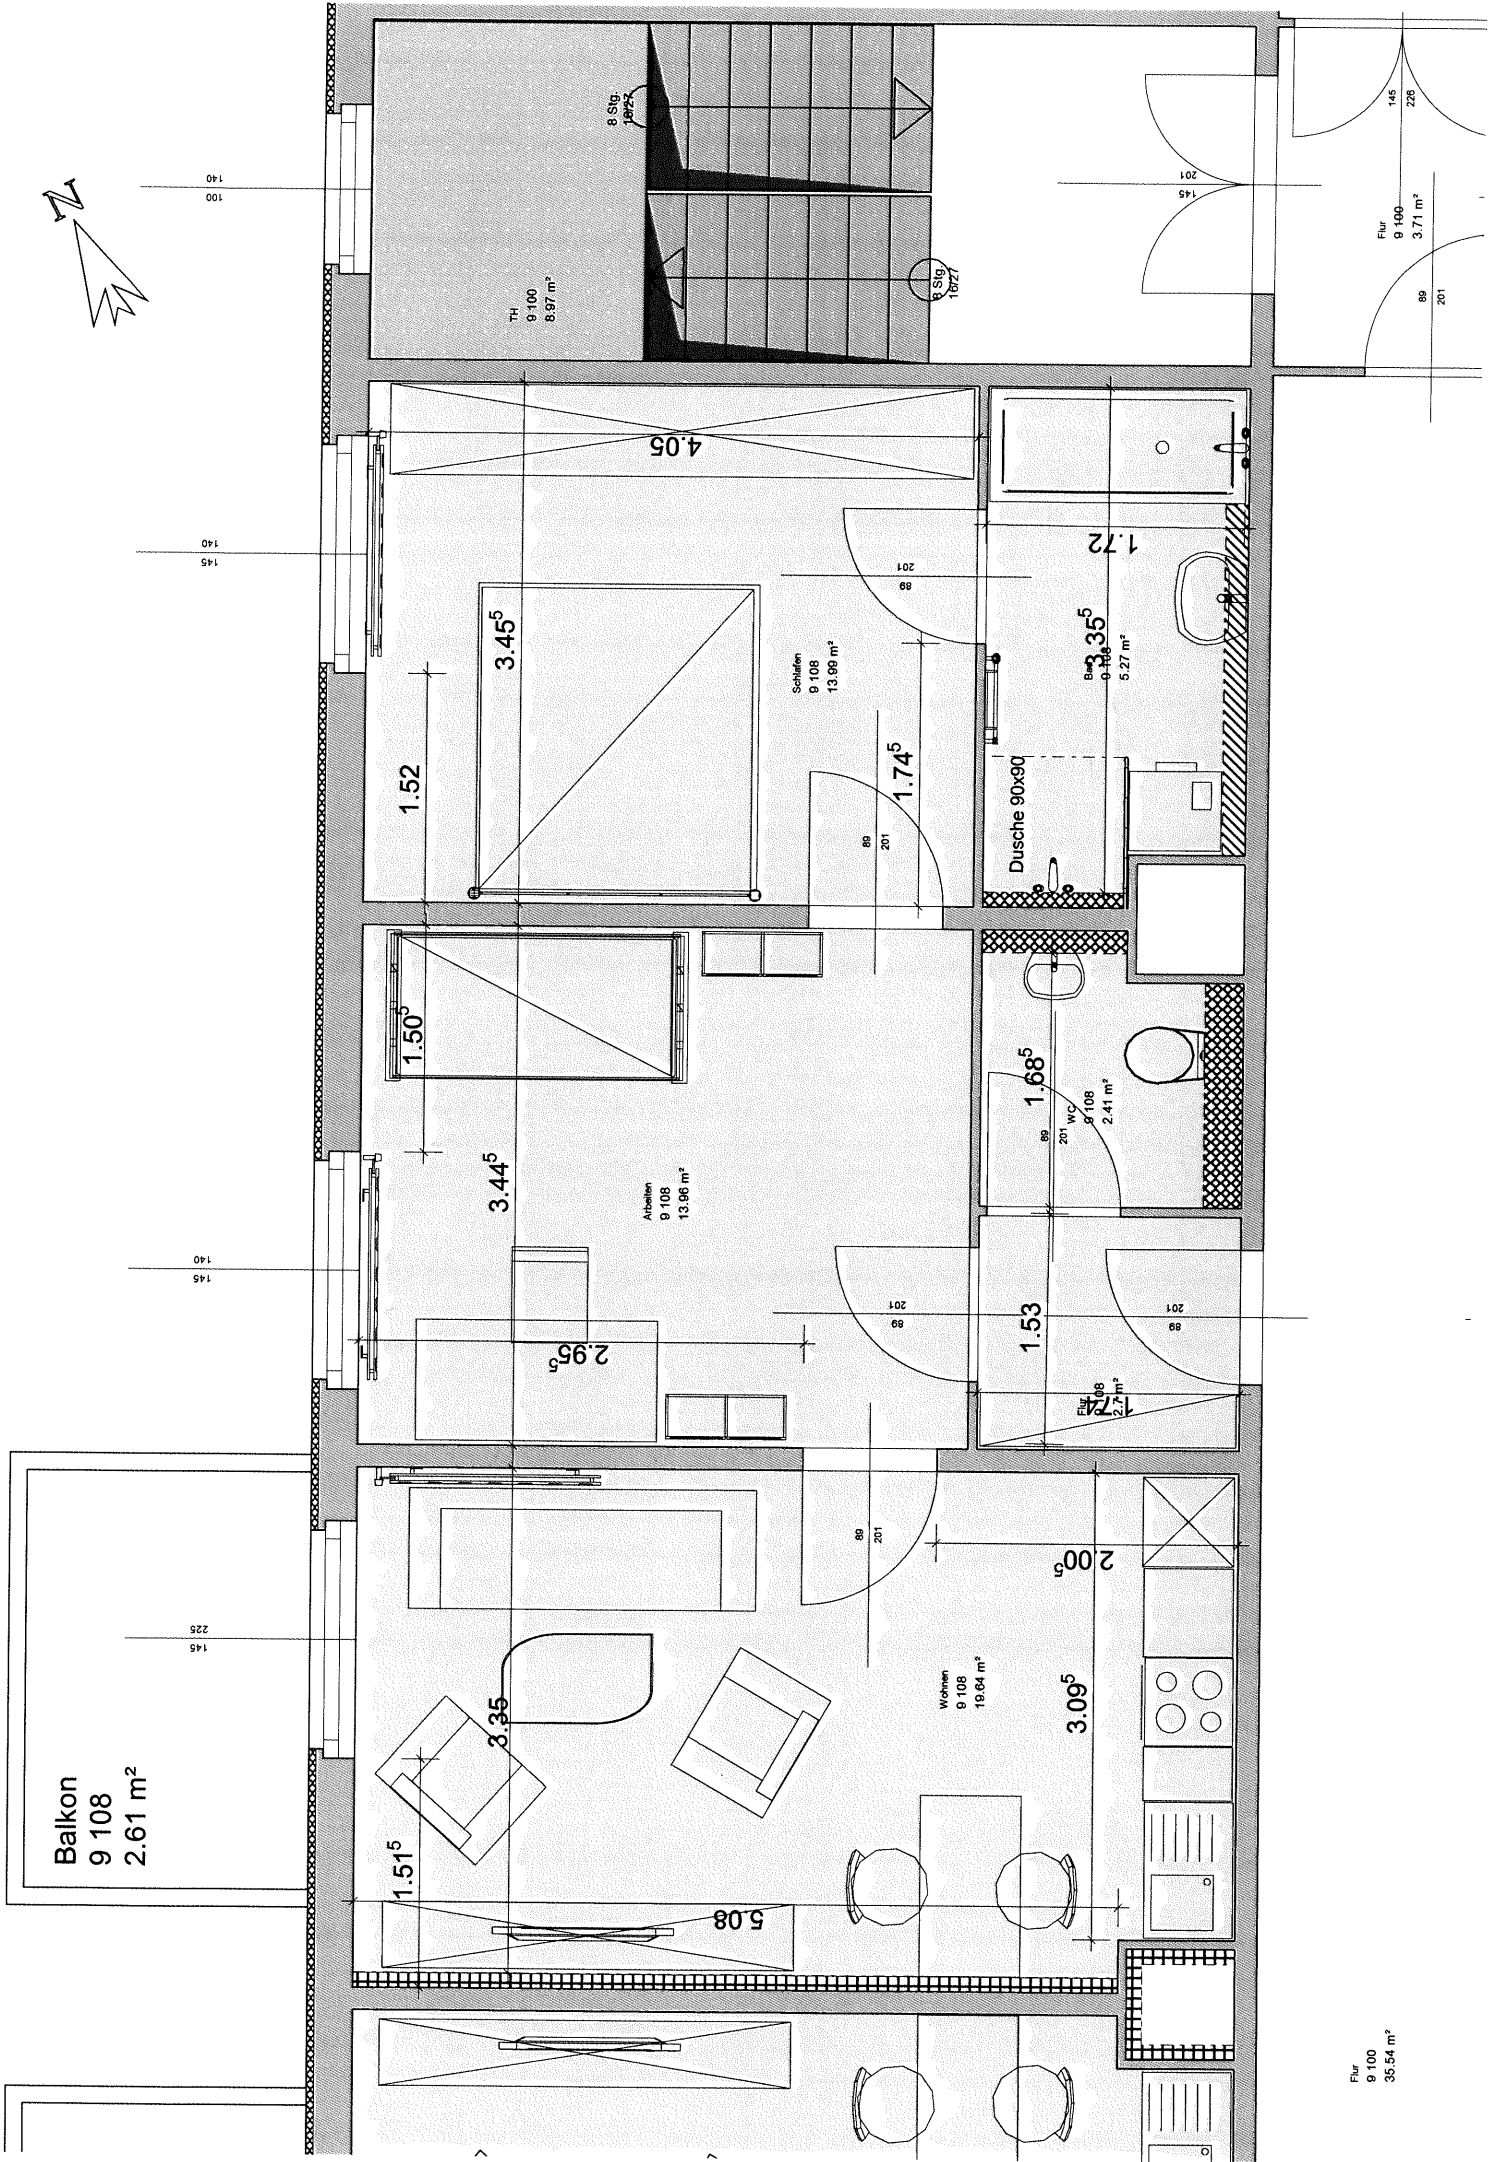 N
140
100
8 Stg.
16/27
8 Stg.
16/27
TH
9 100
8.97 m²
201
145
145
226
Flur
9 100
3.71 m²
89
201
4.05
140
145
3.45⁵
201
89
Schlafen
9 108
13.99 m²
1.52
1.74⁵
89
201
1.72
3.35⁵
Bad
9 108
5.27 m²
Dusche 90x90
1.50⁵
3.44⁵
Arbeiten
9 108
13.96 m²
1.68⁵
89
201
WC
9 108
2.41 m²
140
145
2.95⁵
201
89
1.53
201
89
Flur
9 108
1.74
Balkon
9 108
2.61 m²
225
145
89
201
2.00⁵
3.35
Wohnen
9 108
19.64 m²
3.09⁵
1.51⁵
5.08
Flur
9 100
35.54 m²